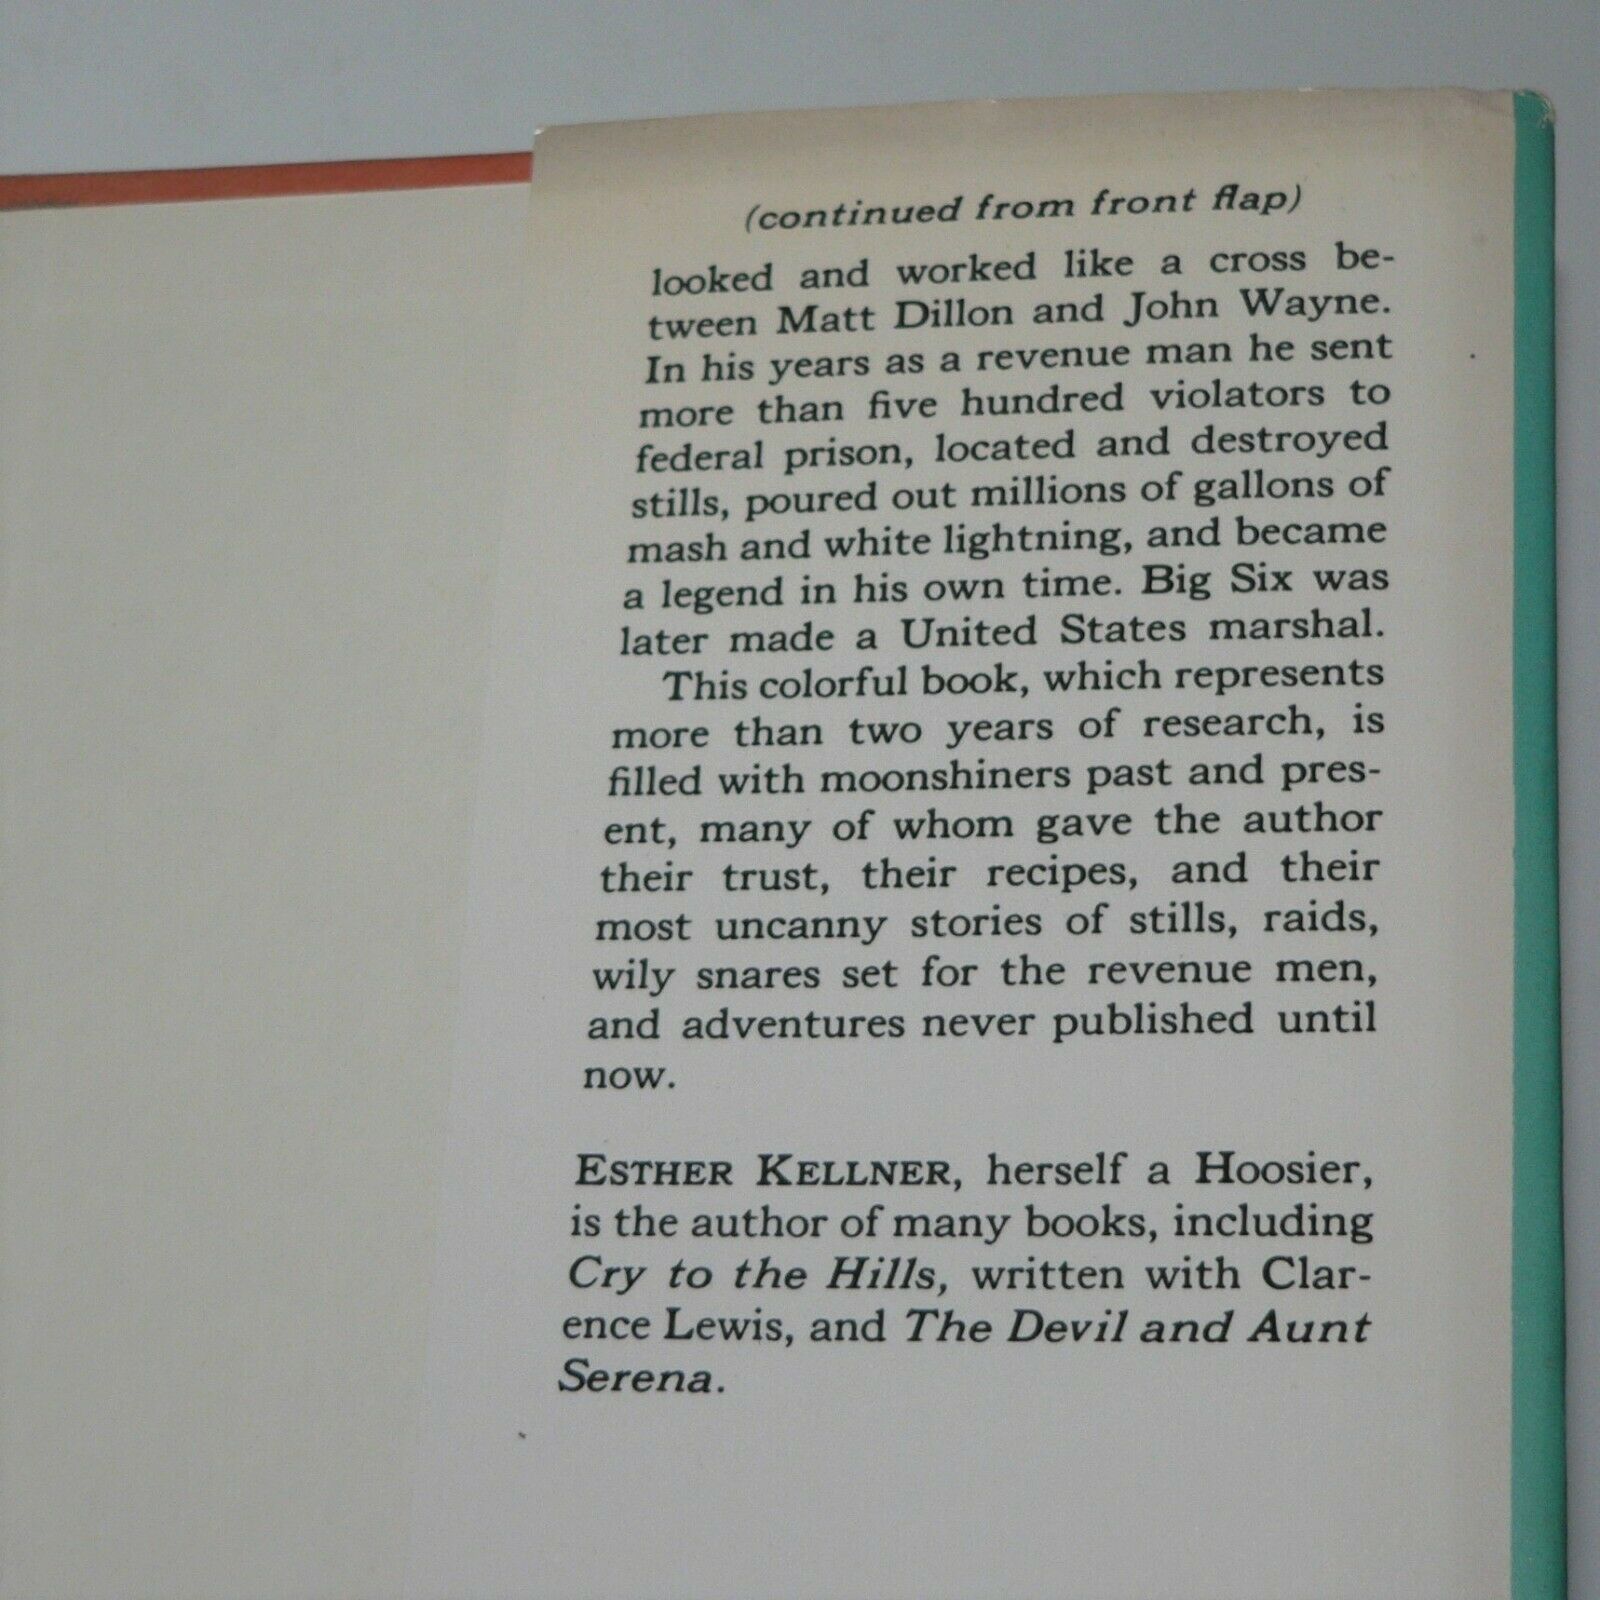 (continued from front flap)
looked and worked like a cross be-
tween Matt Dillon and John Wayne.
In his years as a revenue man he sent
more than five hundred violators to
federal prison, located and destroyed
stills, poured out millions of gallons of
mash and white lightning, and became
a legend in his own time. Big Six was
later made a United States marshal.
This colorful book, which represents
more than two years of research, is
filled with moonshiners past and pres-
ent, many of whom gave the author
their trust, their recipes, and their
most uncanny stories of stills, raids,
wily snares set for the revenue men,
and adventures never published until
now.
ESTHER KELLNER, herself a Hoosier,
is the author of many books, including
Cry to the Hills, written with Clar-
ence Lewis, and The Devil and Aunt
Serena.